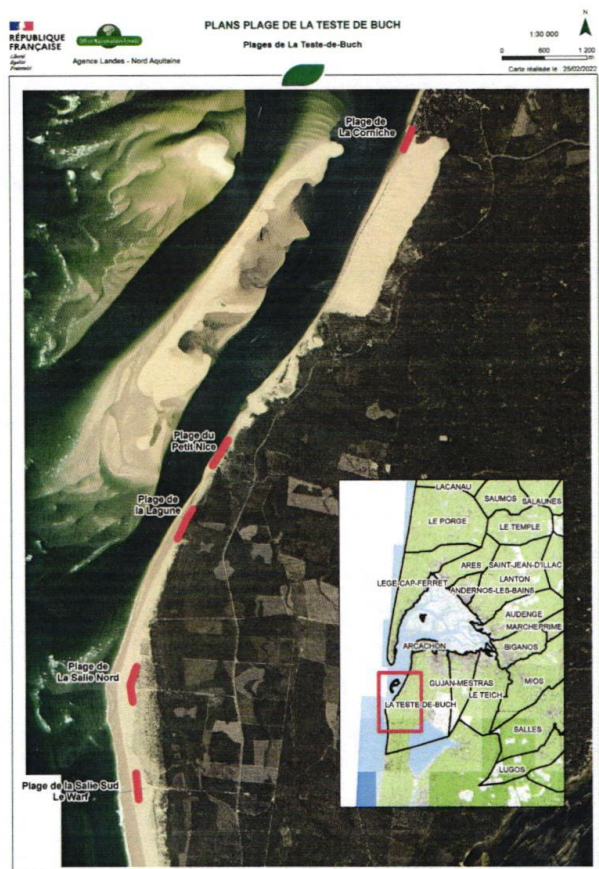 RÉPUBLIQUE
FRANÇAISE
Liberté
Égalité
Fraternité
Office National des Forêts
Agence Landes - Nord Aquitaine
PLANS PLAGE DE LA TESTE DE BUCH
Plages de La Teste-de-Buch
N
1:30 000
0 600 1 200
m
Carte réalisée le : 25/02/2022
Plage de
La Corniche
Plage du
Petit Nice
Plage de
la Lagune
Plage de
La Salie Nord
Plage de la Salie Sud
Le Warf
LACANAU
SAUMOS
SALAUNES
LE PORGE
LE TEMPLE
ARES
SAINT-JEAN-D'ILLAC
LANTON
LEGE-CAP-FERRET
ANDERNOS-LES-BAINS
AUDENGE
MARCHEPRIME
ARCACHON
BIGANOS
GUJAN-MESTRAS
MIOS
LE TEICH
LA TESTE-DE-BUCH
SALLES
LUGOS